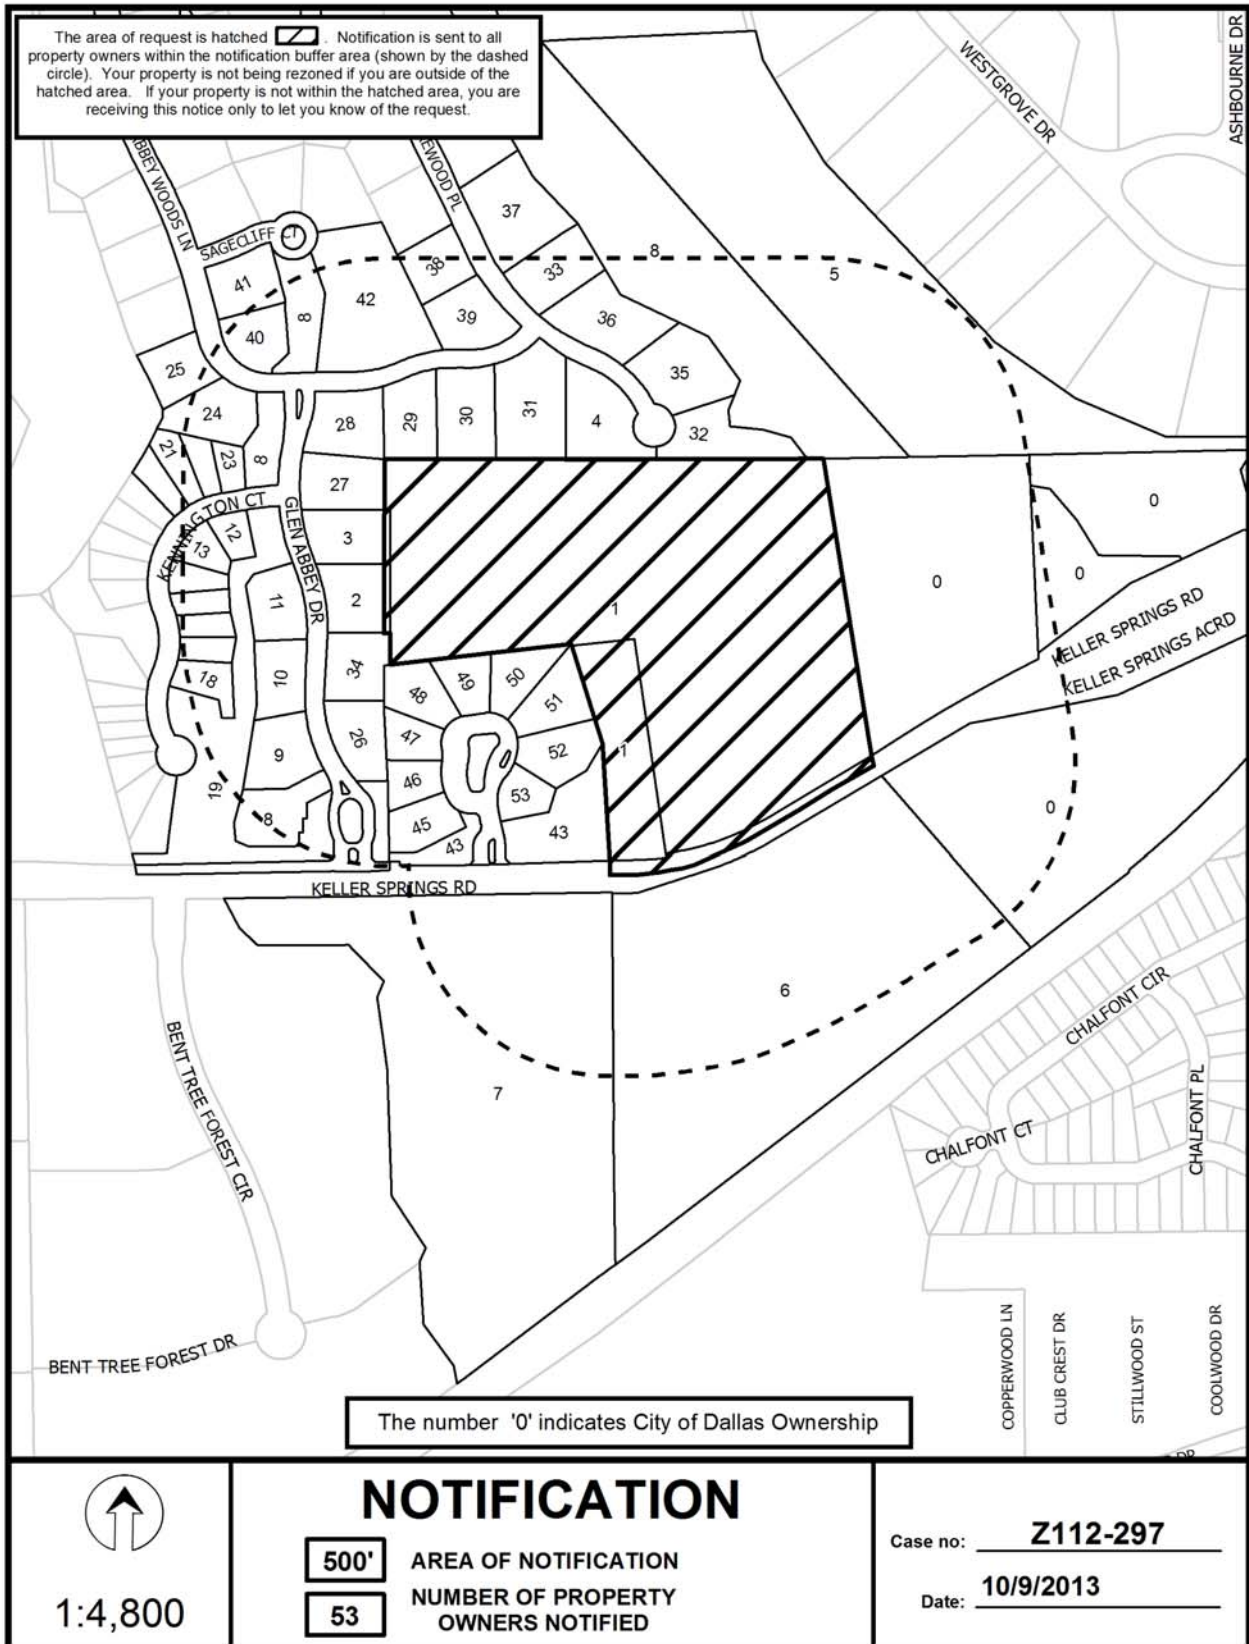 The area of request is hatched . Notification is sent to all
property owners within the notification buffer area (shown by the dashed
circle). Your property is not being rezoned if you are outside of the
hatched area. If your property is not within the hatched area, you are
receiving this notice only to let you know of the request.
WESTGROVE DR
ASHBOURNE DR
SAGECLIFF CT
37
38
33
8
5
41
42
8
39
36
40
25
35
24
28
29
30
31
4
32
21
23
8
27
KENNINGTON CT
GLEN ABBEY DR
0
12
3
13
0
0
11
2
1
KELLER SPRINGS RD
KELLER SPRINGS ACRD
18
10
34
48
49
50
51
26
47
52
1
9
46
53
19
8
45
43
43
0
KELLER SPRINGS RD
6
7
BENT TREE FOREST CIR
CHALFONT CIR
CHALFONT CT
CHALFONT PL
BENT TREE FOREST DR
COPPERWOOD LN
CLUB CREST DR
STILLWOOD ST
COOLWOOD DR
The number '0' indicates City of Dallas Ownership
1:4,800
NOTIFICATION
500' AREA OF NOTIFICATION
53 NUMBER OF PROPERTY
OWNERS NOTIFIED
Case no: Z112-297
Date: 10/9/2013